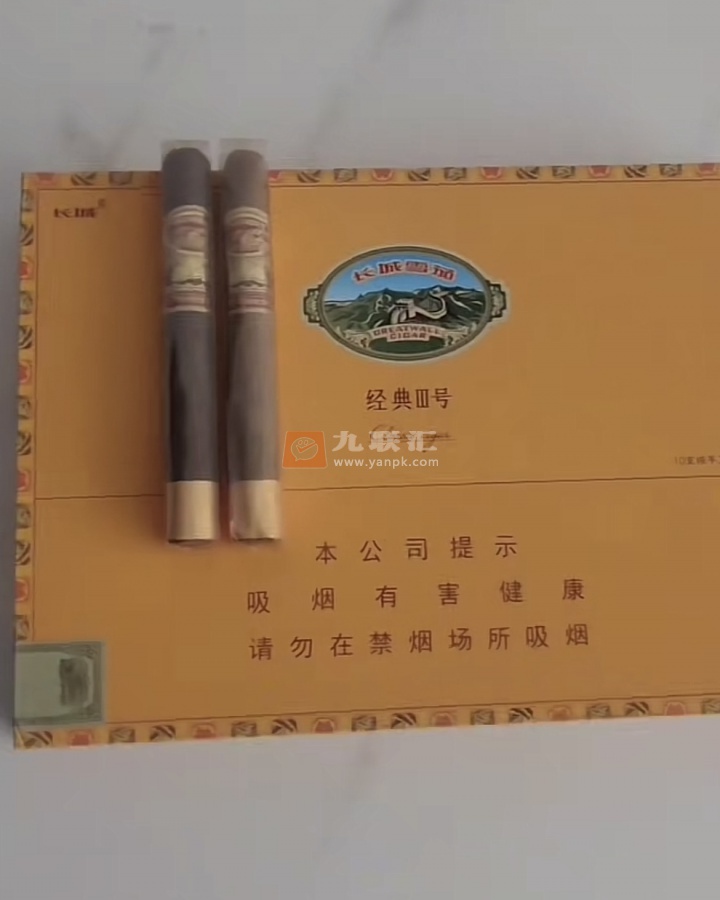 长城®
长城雪茄
GREATWALL
CIGAR
经典III号
九联汇
www.yanpk.com
本公司提示
吸烟有害健康
请勿在禁烟场所吸烟